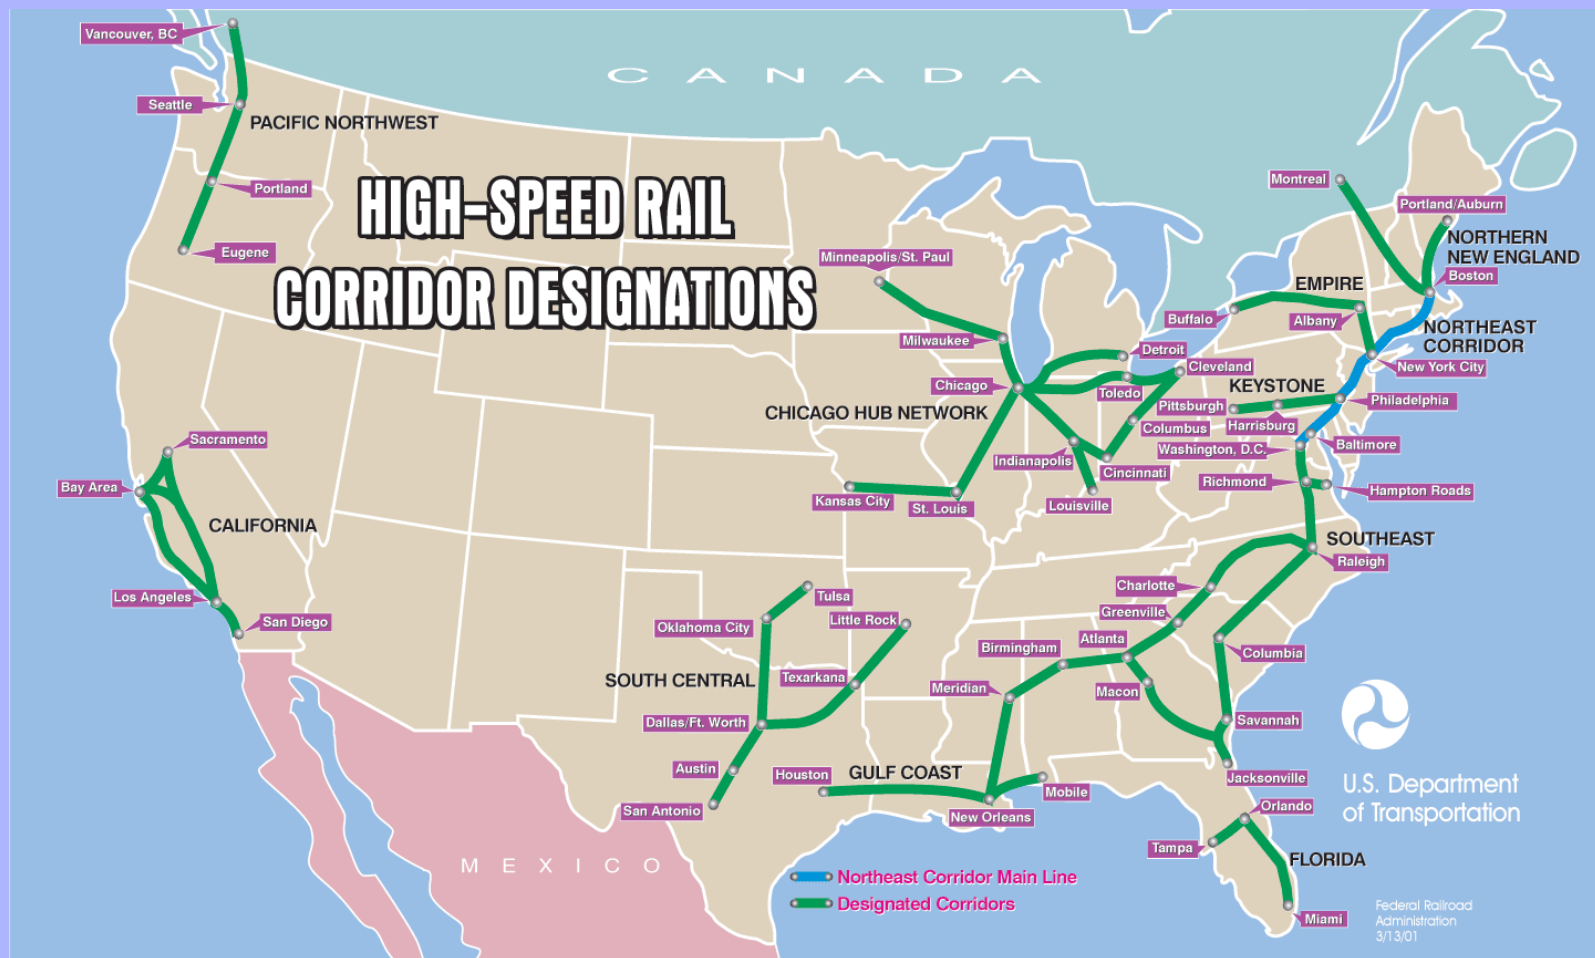 Vancouver, BC
CANADA
Seattle
PACIFIC NORTHWEST
Portland
Eugene
HIGH-SPEED RAIL
CORRIDOR DESIGNATIONS
Minneapolis/St. Paul
Milwaukee
Chicago
CHICAGO HUB NETWORK
Detroit
Cleveland
Toledo
Columbus
Indianapolis
Cincinnati
Louisville
Kansas City
St. Louis
Montreal
Portland/Auburn
NORTHERN
NEW ENGLAND
Boston
EMPIRE
Buffalo
Albany
NORTHEAST
CORRIDOR
New York City
KEYSTONE
Pittsburgh
Harrisburg
Philadelphia
Baltimore
Washington, D.C.
Richmond
Hampton Roads
SOUTHEAST
Raleigh
Charlotte
Greenville
Atlanta
Birmingham
Meridian
Macon
Columbia
Savannah
Jacksonville
Sacramento
Bay Area
CALIFORNIA
Los Angeles
San Diego
Tulsa
Oklahoma City
Little Rock
SOUTH CENTRAL
Texarkana
Dallas/Ft. Worth
Austin
San Antonio
Houston
GULF COAST
New Orleans
Mobile
Orlando
Tampa
FLORIDA
Miami
MEXICO
Northeast Corridor Main Line
Designated Corridors
U.S. Department
of Transportation
Federal Railroad
Administration
3/13/01